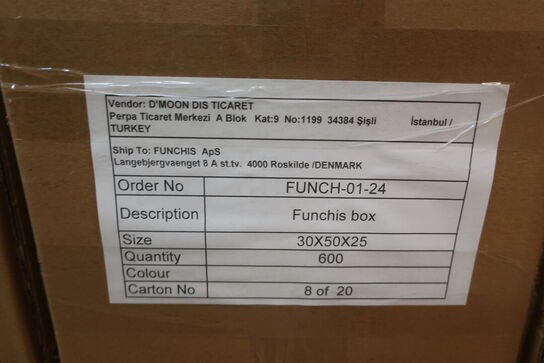 Vendor: D'MOON DIS TICARET
Perpa Ticaret Merkezi A Blok Kat:9 No:1199 34384 Şişli İstanbul /
TURKEY
Ship To: FUNCHIS ApS
Langebjergvaenget 8 A st.tv. 4000 Roskilde /DENMARK
Order No FUNCH-01-24
Description Funchis box
Size 30X50X25
Quantity 600
Colour
Carton No 8 of 20